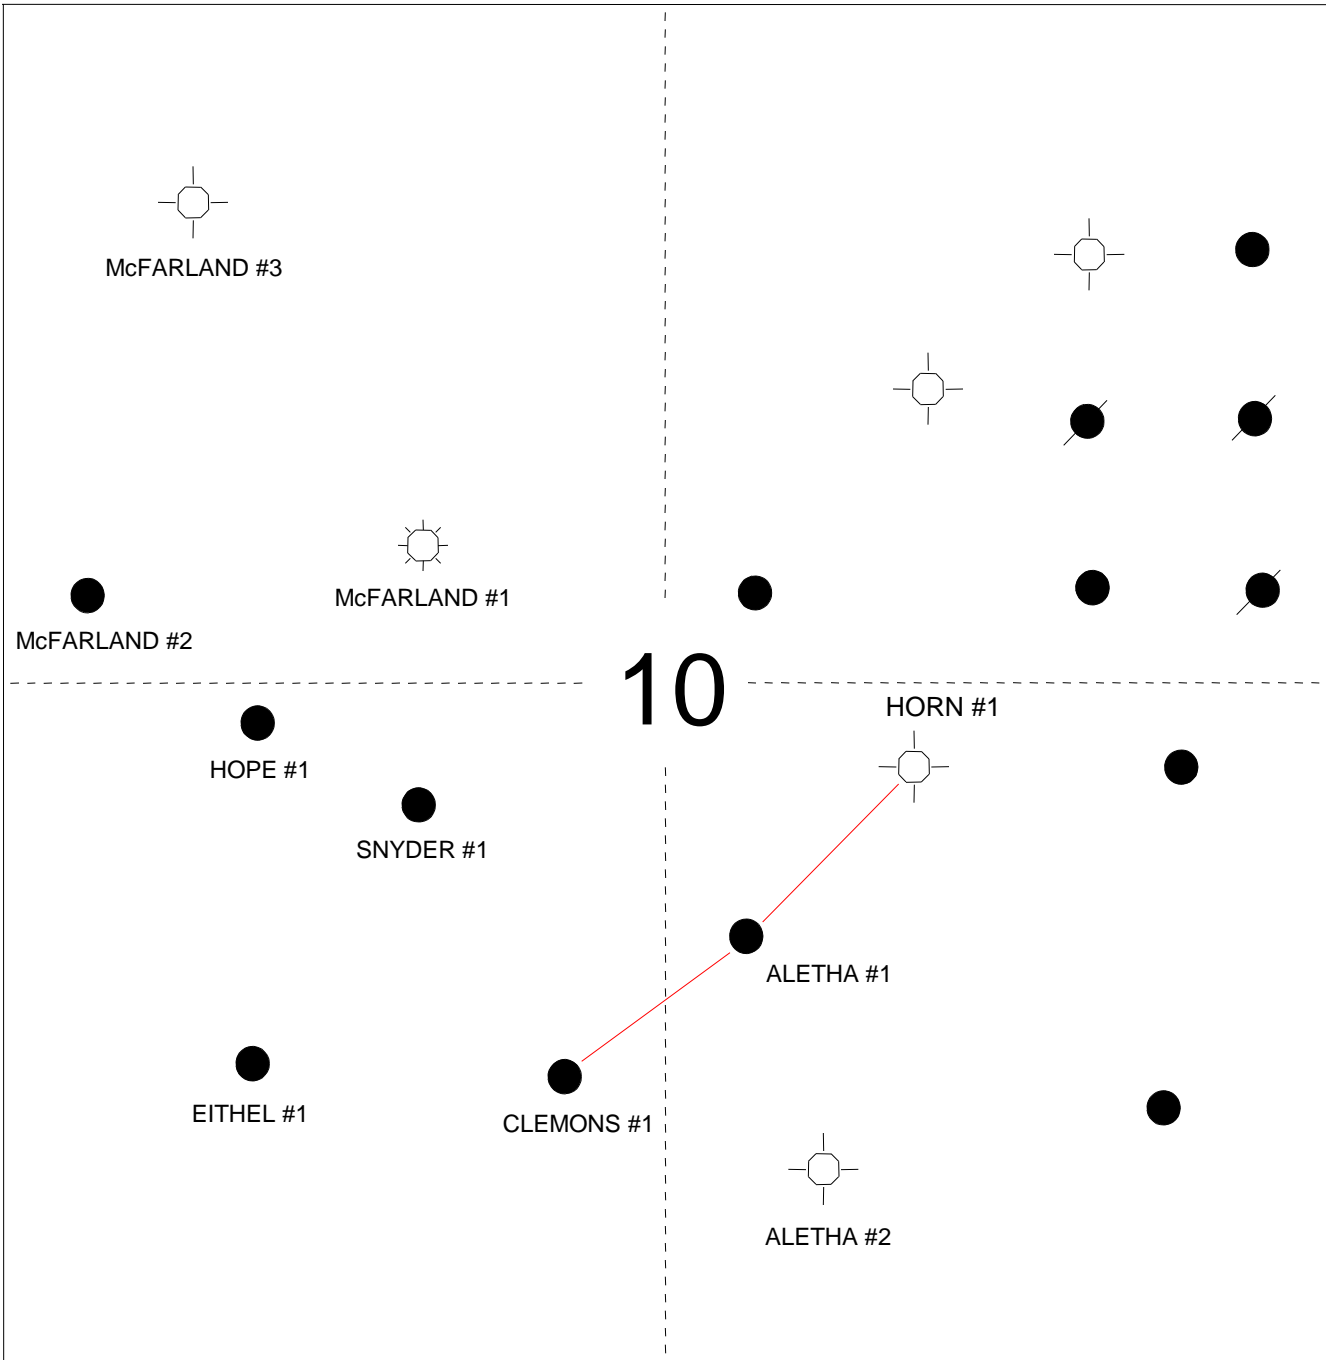 McFARLAND #3
McFARLAND #1
McFARLAND #2
10
HORN #1
HOPE #1
SNYDER #1
ALETHA #1
EITHEL #1
CLEMONS #1
ALETHA #2